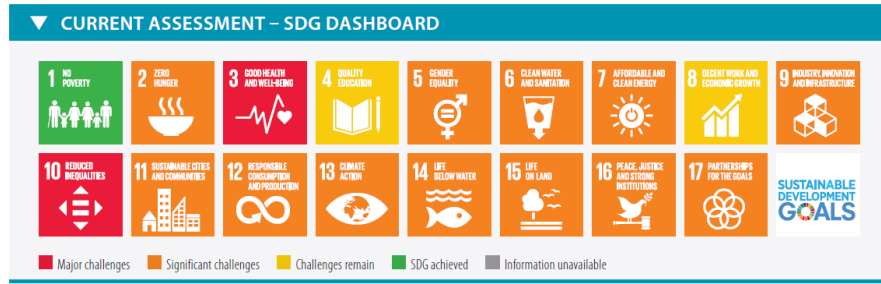 CURRENT ASSESSMENT – SDG DASHBOARD
1 NO
POVERTY
2 ZERO
HUNGER
3 GOOD HEALTH
AND WELL-BEING
4 QUALITY
EDUCATION
5 GENDER
EQUALITY
6 CLEAN WATER
AND SANITATION
7 AFFORDABLE AND
CLEAN ENERGY
8 DECENT WORK AND
ECONOMIC GROWTH
9 INDUSTRY, INNOVATION
AND INFRASTRUCTURE
10 REDUCED
INEQUALITIES
11 SUSTAINABLE CITIES
AND COMMUNITIES
12 RESPONSIBLE
CONSUMPTION
AND PRODUCTION
13 CLIMATE
ACTION
14 LIFE
BELOW WATER
15 LIFE
ON LAND
16 PEACE, JUSTICE
AND STRONG
INSTITUTIONS
17 PARTNERSHIPS
FOR THE GOALS
SUSTAINABLE
DEVELOPMENT
GOALS
Major challenges
Significant challenges
Challenges remain
SDG achieved
Information unavailable